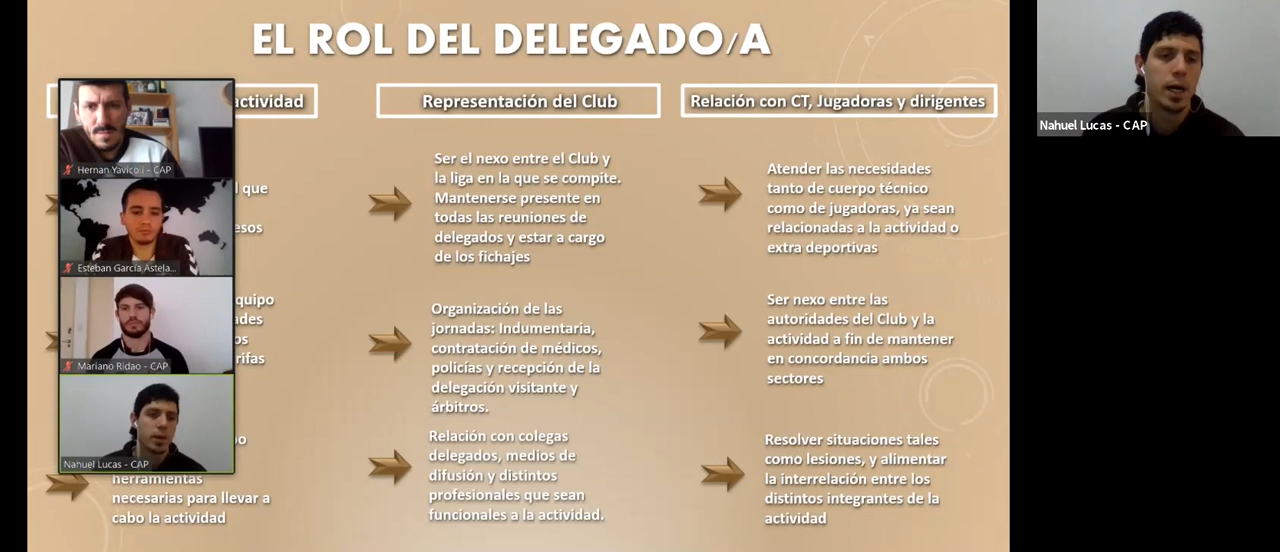 EL ROL DEL DELEGADO/A
actividad
Representación del Club
Relación con CT, Jugadoras y dirigentes
Nahuel Lucas - CAP
Hernan Yavico
i - CAP
Esteban García Astela...
Mariano Ridao - CAP
Nahuel Lucas - CAP
que
esos
quipo
ades
os
rifas
po
herramientas
necesarias para llevar a
cabo la actividad
Ser el nexo entre el Club y
la liga en la que se compite.
Mantenerse presente en
todas las reuniones de
delegados y estar a cargo
de los fichajes
Organización de las
jornadas: Indumentaria,
contratación de médicos,
policías y recepción de la
delegación visitante y
árbitros.
Relación con colegas
delegados, medios de
difusión y distintos
profesionales que sean
funcionales a la actividad.
Atender las necesidades
tanto de cuerpo técnico
como de jugadoras, ya sean
relacionadas a la actividad o
extra deportivas
Ser nexo entre las
autoridades del Club y la
actividad a fin de mantener
en concordancia ambos
sectores
Resolver situaciones tales
como lesiones, y alimentar
la interrelación entre los
distintos integrantes de la
actividad